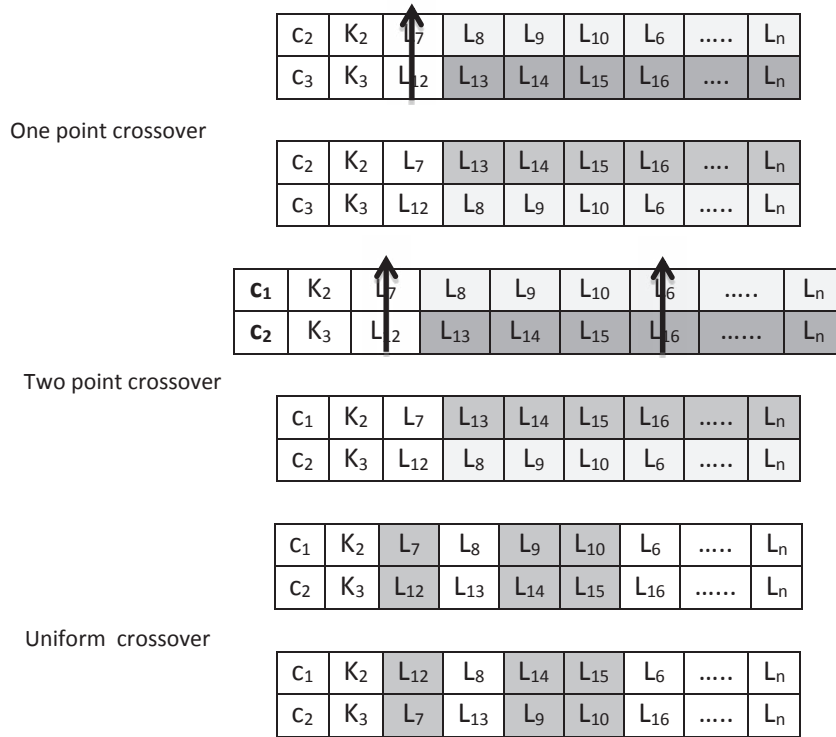 c₂ K₂ L₇ L₈ L₉ L₁₀ L₆ ..... Lₙ
c₃ K₃ L₁₂ L₁₃ L₁₄ L₁₅ L₁₆ .... Lₙ
One point crossover
c₂ K₂ L₇ L₁₃ L₁₄ L₁₅ L₁₆ .... Lₙ
c₃ K₃ L₁₂ L₈ L₉ L₁₀ L₆ ..... Lₙ
c₁ K₂ L₇ L₈ L₉ L₁₀ L₆ ..... Lₙ
c₂ K₃ L₁₂ L₁₃ L₁₄ L₁₅ L₁₆ ...... Lₙ
Two point crossover
c₁ K₂ L₇ L₁₃ L₁₄ L₁₅ L₁₆ ..... Lₙ
c₂ K₃ L₁₂ L₈ L₉ L₁₀ L₆ ..... Lₙ
c₁ K₂ L₇ L₈ L₉ L₁₀ L₆ ..... Lₙ
c₂ K₃ L₁₂ L₁₃ L₁₄ L₁₅ L₁₆ ...... Lₙ
Uniform crossover
c₁ K₂ L₁₂ L₈ L₁₄ L₁₅ L₆ ..... Lₙ
c₂ K₃ L₇ L₁₃ L₉ L₁₀ L₁₆ ..... Lₙ